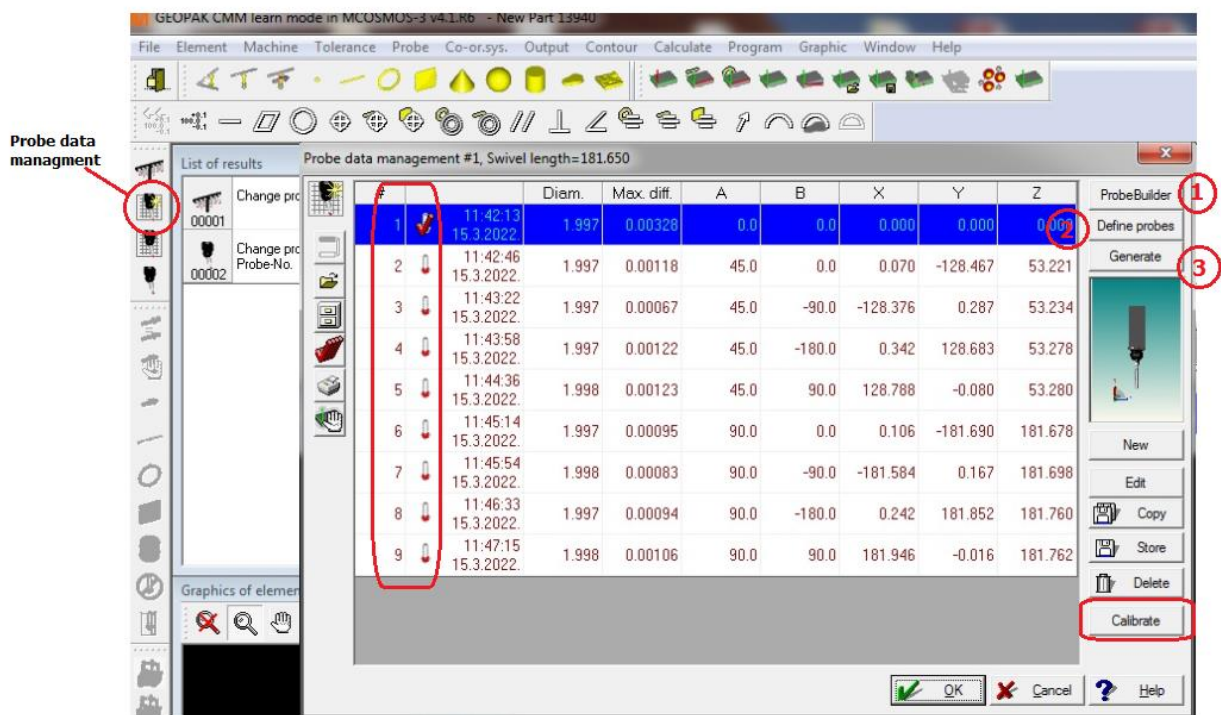 GEOPAK CMM learn mode in MCOSMOS-3 v4.1.R6 - New Part 13940
File Element Machine Tolerance Probe Co-or.sys. Output Contour Calculate Program Graphic Window Help
Probe data
managment
List of results
Change pro
00001
Change pro
Probe-No.
00002
Graphics of elemen
Probe data management #1, Swivel length=181.650
# Diam. Max. diff. A B X Y Z
1 11:42:13 15.3.2022. 1.997 0.00328 0.0 0.0 0.000 0.000 0.000
2 11:42:46 15.3.2022. 1.997 0.00118 45.0 0.0 0.070 -128.467 53.221
3 11:43:22 15.3.2022. 1.997 0.00067 45.0 -90.0 -128.376 0.287 53.234
4 11:43:58 15.3.2022. 1.997 0.00122 45.0 -180.0 0.342 128.683 53.278
5 11:44:36 15.3.2022. 1.998 0.00123 45.0 90.0 128.788 -0.080 53.280
6 11:45:14 15.3.2022. 1.997 0.00095 90.0 0.0 0.106 -181.690 181.678
7 11:45:54 15.3.2022. 1.998 0.00083 90.0 -90.0 -181.584 0.167 181.698
8 11:46:33 15.3.2022. 1.997 0.00094 90.0 -180.0 0.242 181.852 181.760
9 11:47:15 15.3.2022. 1.998 0.00106 90.0 90.0 181.946 -0.016 181.762
ProbeBuilder 1
2 Define probes
Generate 3
New
Edit
Copy
Store
Delete
Calibrate
OK Cancel Help